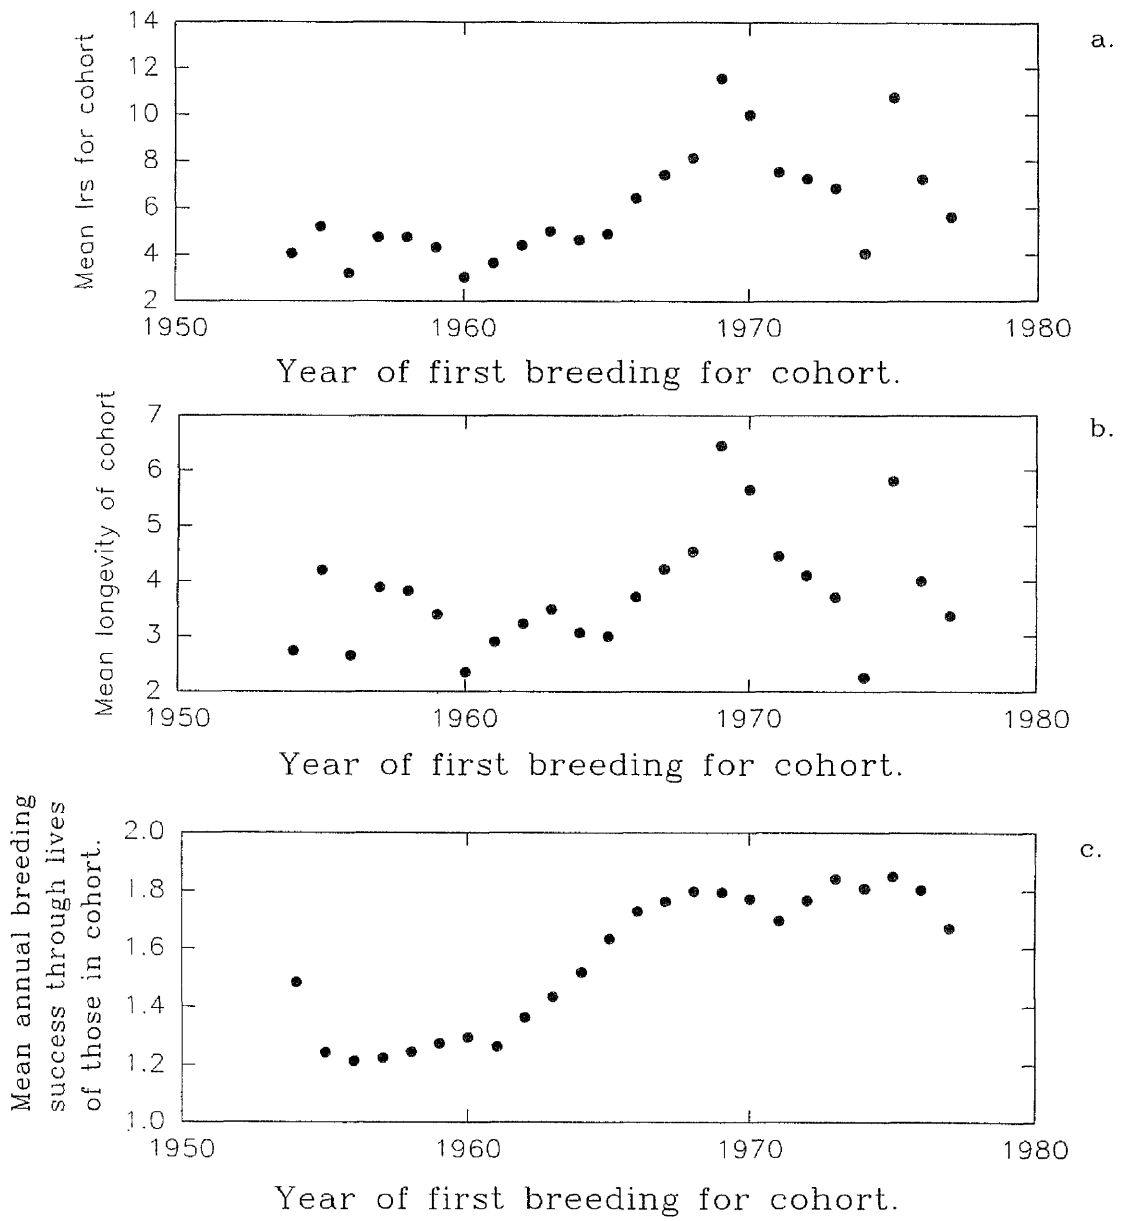 a.
Mean lrs for cohort
14
12
10
8
6
4
2
1950 1960 1970 1980
Year of first breeding for cohort.
b.
Mean longevity of cohort
7
6
5
4
3
2
1950 1960 1970 1980
Year of first breeding for cohort.
c.
Mean annual breeding
success through lives
of those in cohort.
2.0
1.8
1.6
1.4
1.2
1.0
1950 1960 1970 1980
Year of first breeding for cohort.